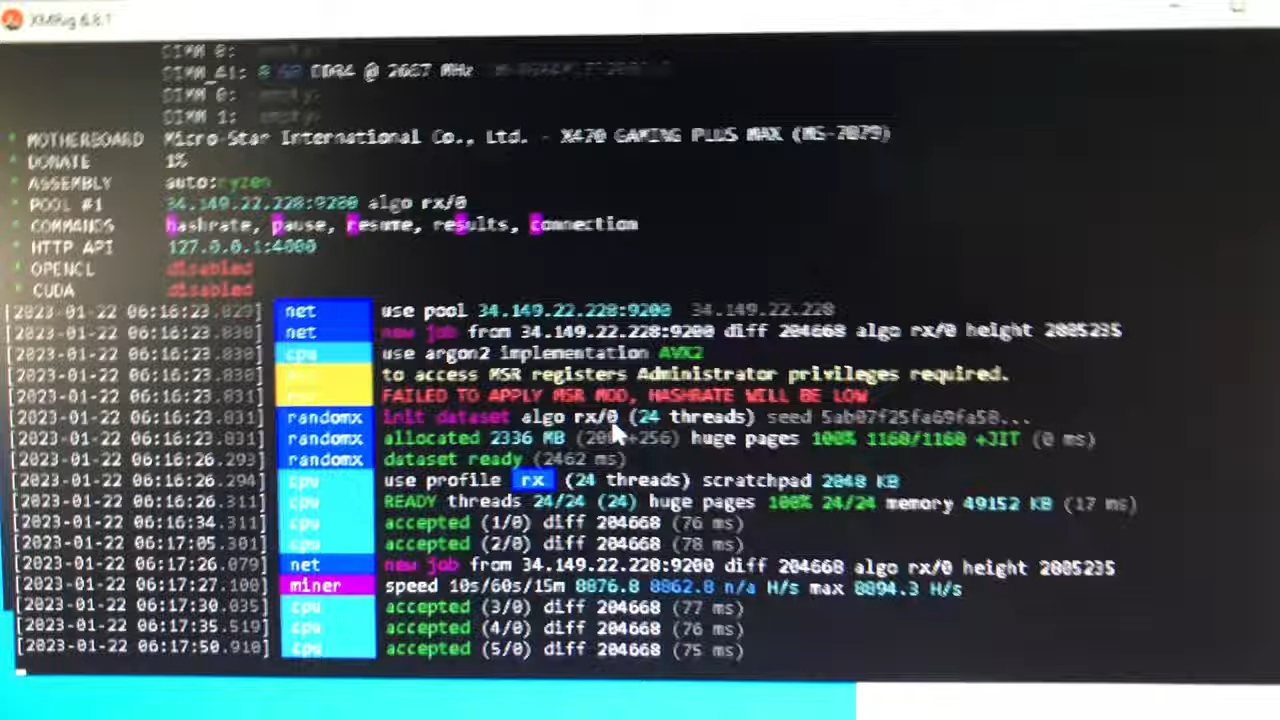 XMRig 6.8.1
DIMM 0: empty
DIMM_A1: 8 GB DDR4 @ 2667 MHz
DIMM 0: empty
DIMM 1: empty
* MOTHERBOARD Micro-Star International Co., Ltd. - X470 GAMING PLUS MAX (MS-7B79)
* DONATE 1%
* ASSEMBLY auto:ryzen
* POOL #1 34.149.22.228:9200 algo rx/0
* COMMANDS hashrate, pause, resume, results, connection
* HTTP API 127.0.0.1:4000
* OPENCL disabled
* CUDA disabled
[2023-01-22 06:16:23.829] net use pool 34.149.22.228:9200 34.149.22.228
[2023-01-22 06:16:23.830] net new job from 34.149.22.228:9200 diff 204668 algo rx/0 height 2805235
[2023-01-22 06:16:23.830] cpu use argon2 implementation AVX2
[2023-01-22 06:16:23.830] msr to access MSR registers Administrator privileges required.
[2023-01-22 06:16:23.831] msr FAILED TO APPLY MSR MOD, HASHRATE WILL BE LOW
[2023-01-22 06:16:23.831] randomx init dataset algo rx/0 (24 threads) seed 5ab07f25fa69fa58...
[2023-01-22 06:16:23.831] randomx allocated 2336 MB (2080+256) huge pages 100% 1168/1168 +JIT (0 ms)
[2023-01-22 06:16:26.293] randomx dataset ready (2462 ms)
[2023-01-22 06:16:26.294] cpu use profile rx (24 threads) scratchpad 2048 KB
[2023-01-22 06:16:26.311] cpu READY threads 24/24 (24) huge pages 100% 24/24 memory 49152 KB (17 ms)
[2023-01-22 06:16:34.311] cpu accepted (1/0) diff 204668 (76 ms)
[2023-01-22 06:17:05.301] cpu accepted (2/0) diff 204668 (78 ms)
[2023-01-22 06:17:26.079] net new job from 34.149.22.228:9200 diff 204668 algo rx/0 height 2805235
[2023-01-22 06:17:27.100] miner speed 10s/60s/15m 8876.8 8862.8 n/a H/s max 8894.3 H/s
[2023-01-22 06:17:30.035] cpu accepted (3/0) diff 204668 (77 ms)
[2023-01-22 06:17:35.519] cpu accepted (4/0) diff 204668 (76 ms)
[2023-01-22 06:17:50.910] cpu accepted (5/0) diff 204668 (75 ms)